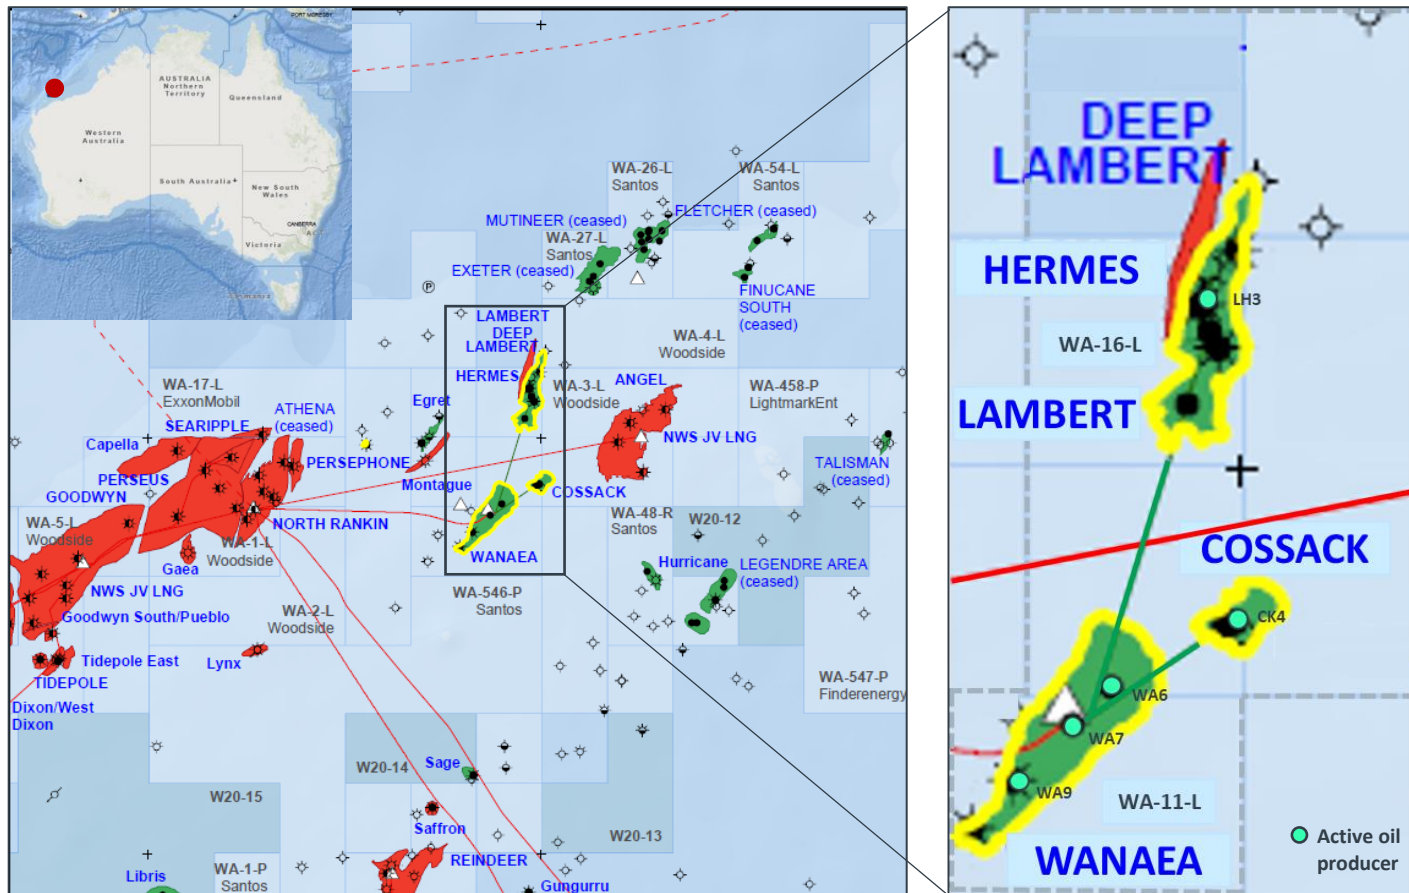 PORT MORESBY
AUSTRALIA
Northern
Territory
Queensland
Western
Australia
South Australia
New South
Wales
CANBERRA
Victoria
WA-26-L
Santos
WA-54-L
Santos
MUTINEER (ceased)
FLETCHER (ceased)
WA-27-L
Santos
EXETER (ceased)
FINUCANE
SOUTH
(ceased)
P
LAMBERT
DEEP
LAMBERT
WA-4-L
Woodside
HERMES
WA-3-L
Woodside
ANGEL
WA-458-P
LightmarkEnt
WA-17-L
ExxonMobil
SEARIPPLE
ATHENA
(ceased)
Egret
Capella
NWS JV LNG
PERSEUS
PERSEPHONE
TALISMAN
(ceased)
GOODWYN
Montague
COSSACK
WA-5-L
Woodside
NORTH RANKIN
WA-48-R
Santos
W20-12
WA-1-L
Woodside
WANAEA
Gaea
Hurricane
LEGENDRE AREA
(ceased)
NWS JV LNG
WA-546-P
Santos
Goodwyn South/Pueblo
WA-2-L
Woodside
Tidepole East
Lynx
TIDEPOLE
WA-547-P
Finderenergy
Dixon/West
Dixon
W20-14
Sage
W20-15
Saffron
W20-13
REINDEER
Libris
WA-1-P
Santos
Gungurru
DEEP
LAMBERT
HERMES
LH3
WA-16-L
LAMBERT
COSSACK
CK4
WA6
WA7
WA9
WA-11-L
WANAEA
Active oil
producer